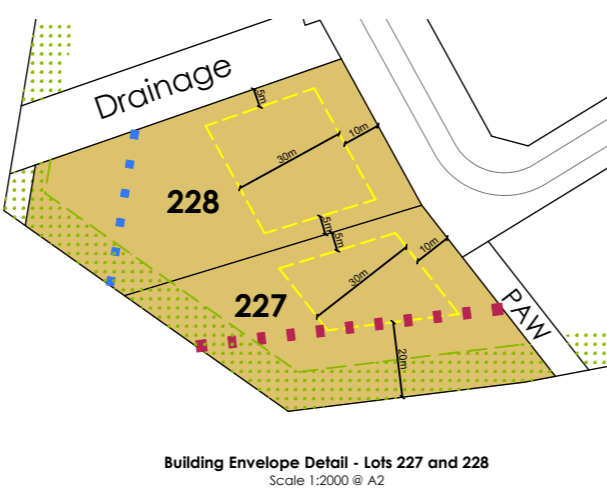 Drainage
5m
10m
30m
228
5m
5m
10m
30m
227
PAW
20m
Building Envelope Detail - Lots 227 and 228
Scale 1:2000 @ A2